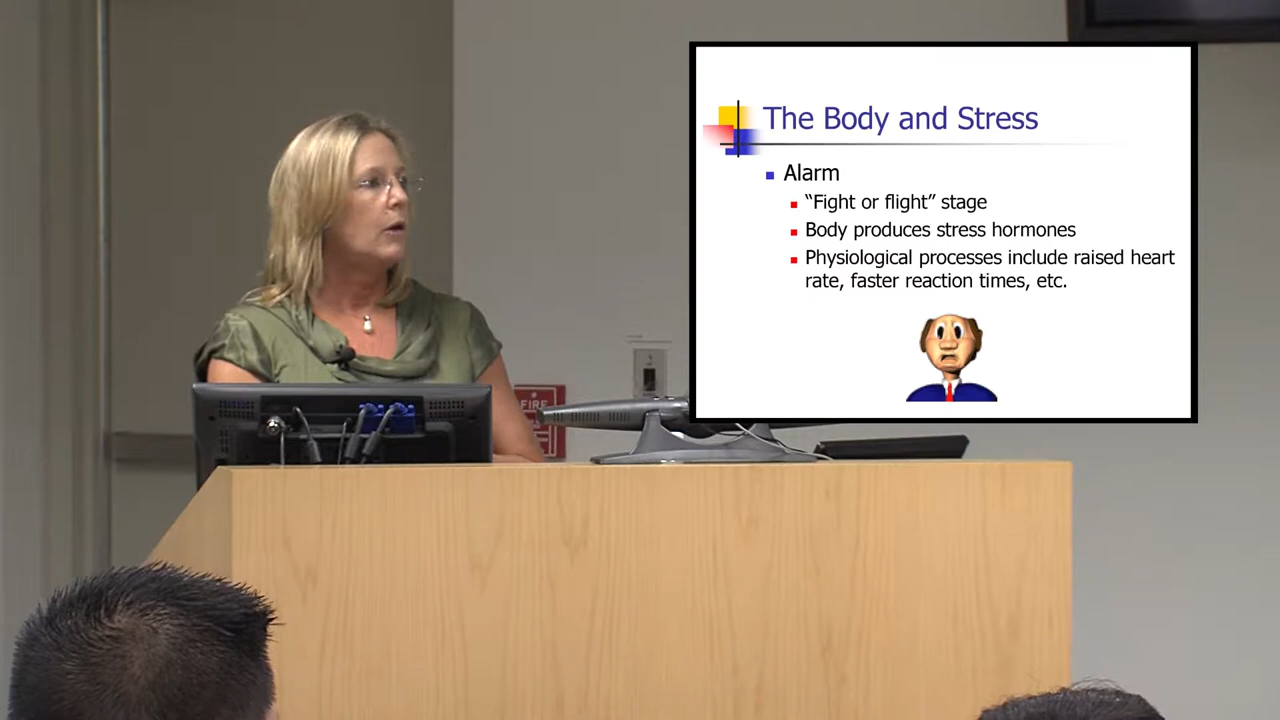 The Body and Stress
Alarm
“Fight or flight” stage
Body produces stress hormones
Physiological processes include raised heart
rate, faster reaction times, etc.
FIRE